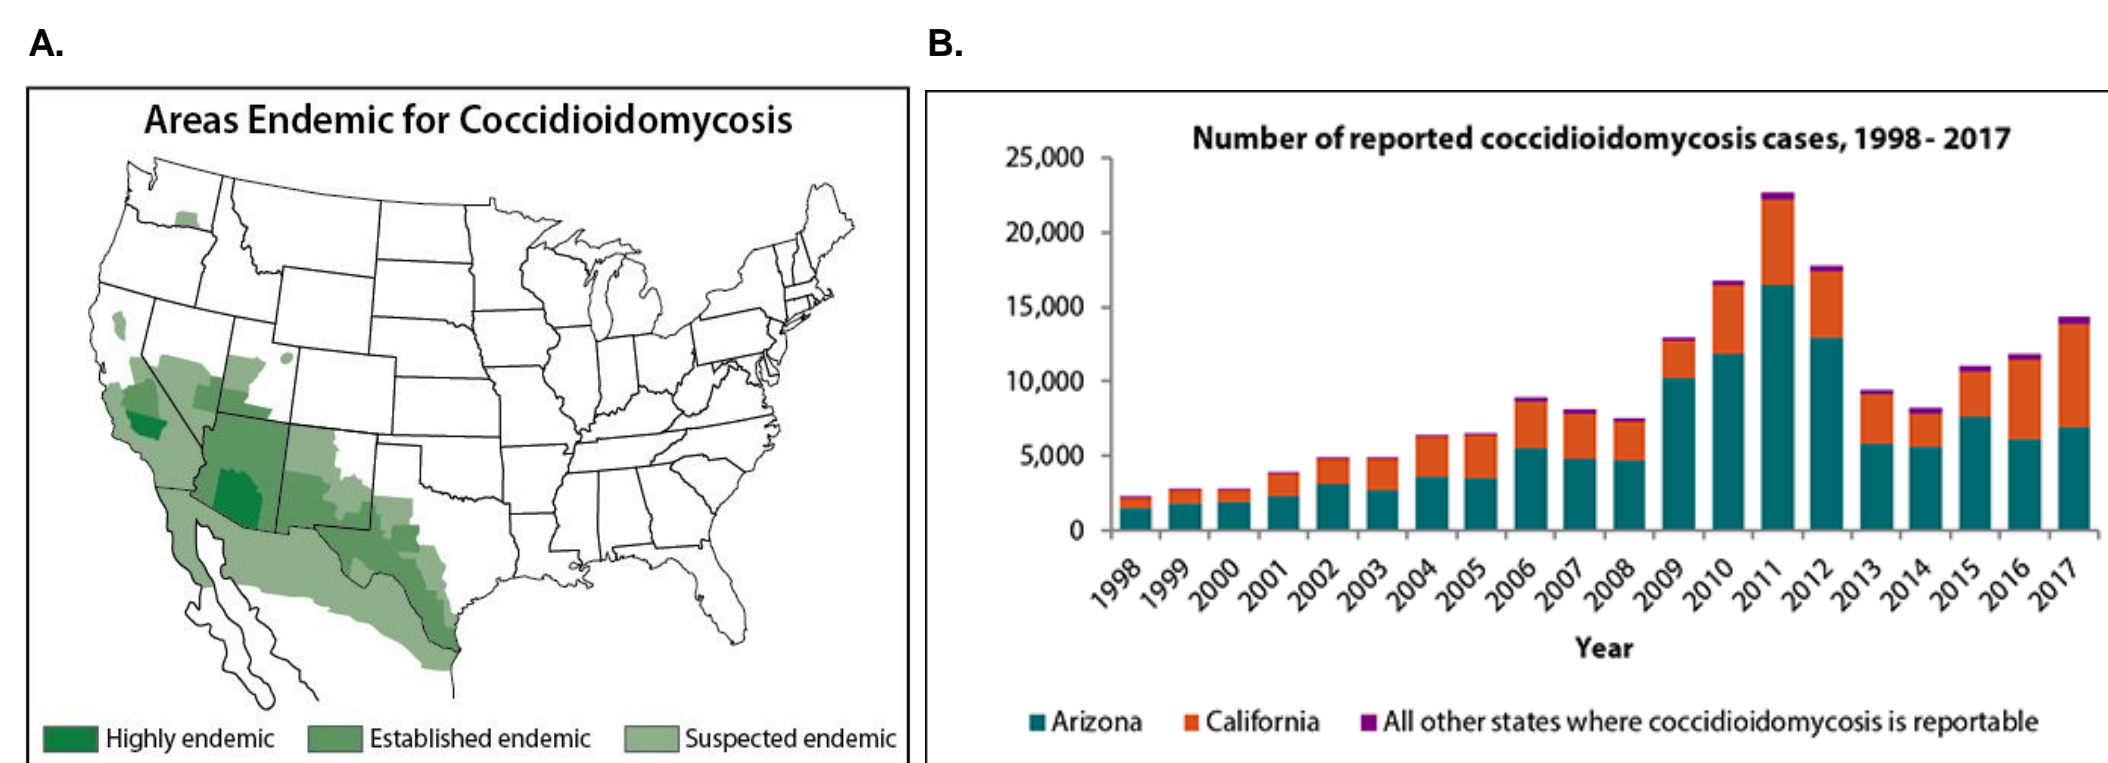 A.
Areas Endemic for Coccidioidomycosis
Highly endemic
Established endemic
Suspected endemic
B.
Number of reported coccidioidomycosis cases, 1998 - 2017
25,000
20,000
15,000
10,000
5,000
0
1998 1999 2000 2001 2002 2003 2004 2005 2006 2007 2008 2009 2010 2011 2012 2013 2014 2015 2016 2017
Year
Arizona
California
All other states where coccidioidomycosis is reportable